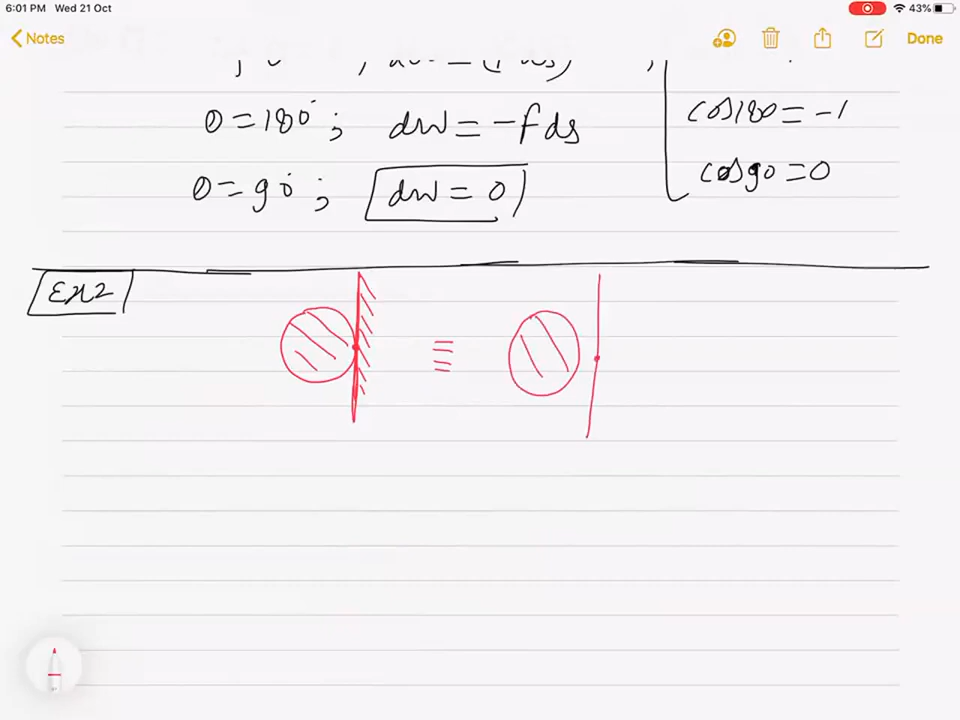 6:01 PM Wed 21 Oct
43%
Notes
Done
θ = 180°; dw = -f ds
cos180 = -1
θ = 90°; dw = 0
cos90 = 0
Ex2
≡